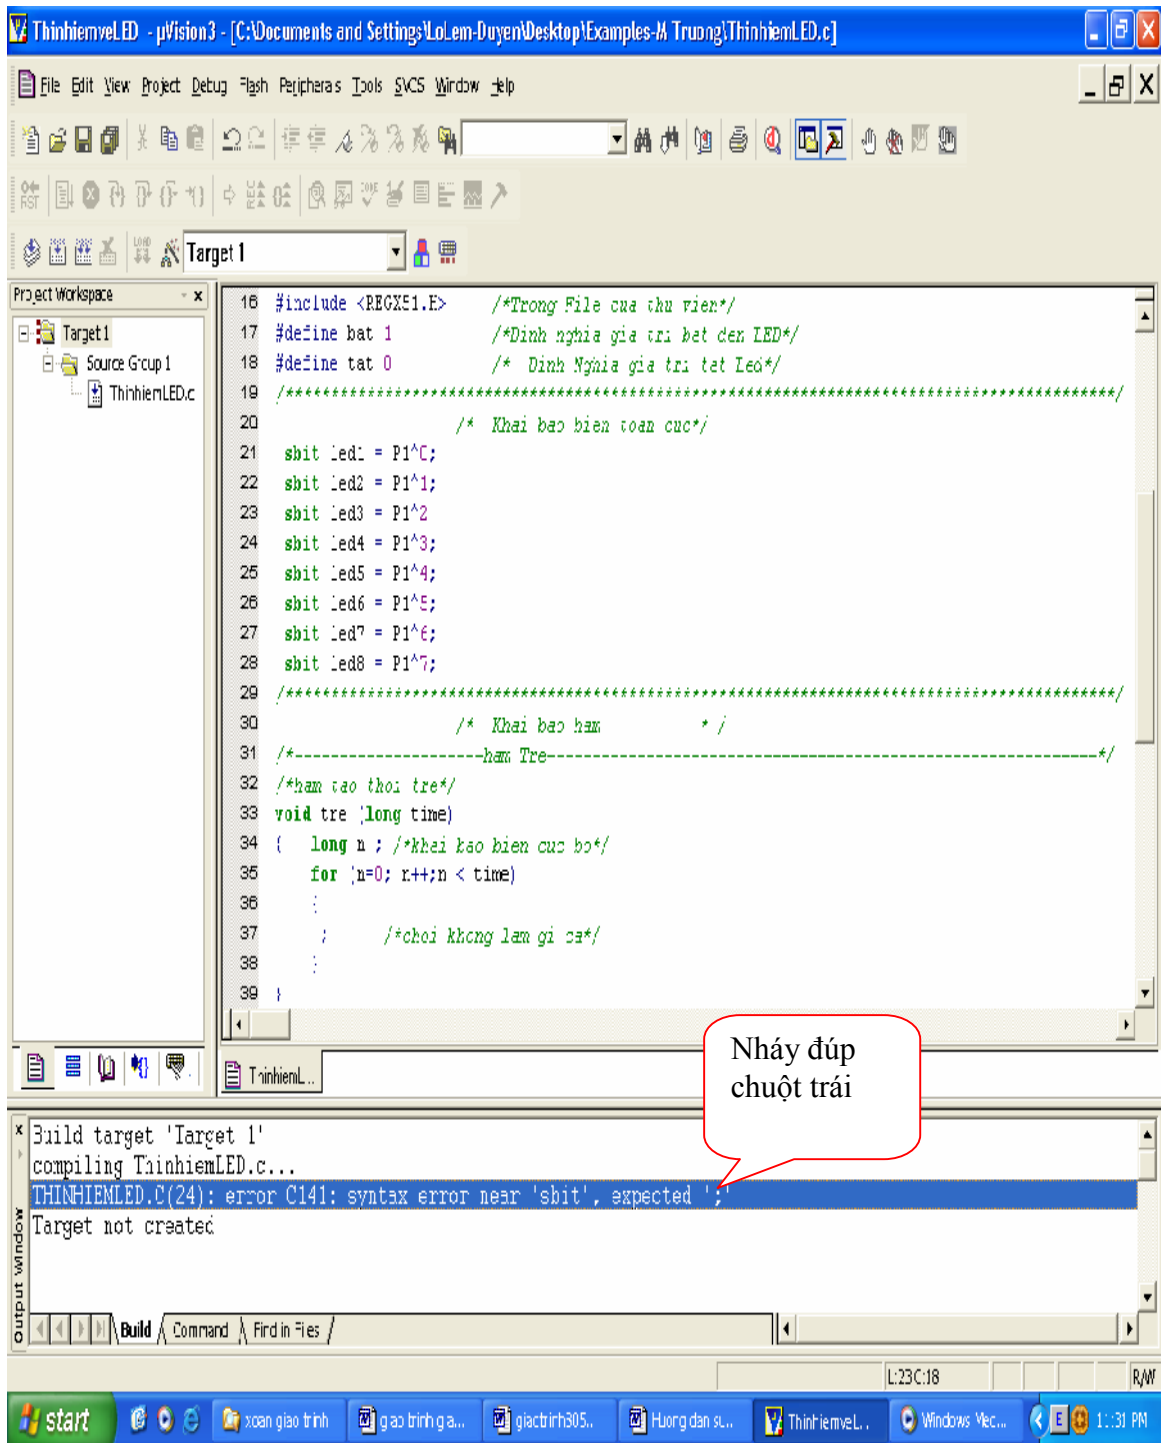 ThinhiemveLED - µVision3 - [C:\Documents and Settings\LoLem-Duyen\Desktop\Examples-M Truong\ThinhiemLED.c]
File Edit View Project Debug Flash Peripherals Tools SVCS Window Help
Target 1
Project Workspace
Target 1
Source Group 1
ThinhiemLED.c
16 #include <REGX51.H> /*Trong File cua thu vien*/
17 #define bat 1 /*Dinh nghia gia tri bat den LED*/
18 #define tat 0 /* Dinh Nghia gia tri tat Led*/
19 /*****************************************************************************************/
20 /* Khai bao bien toan cuc*/
21 sbit led1 = P1^0;
22 sbit led2 = P1^1;
23 sbit led3 = P1^2
24 sbit led4 = P1^3;
25 sbit led5 = P1^4;
26 sbit led6 = P1^5;
27 sbit led7 = P1^6;
28 sbit led8 = P1^7;
29 /*****************************************************************************************/
30 /* Khai bao ham * /
31 /*---------------------ham Tre-------------------------------------------------------------*/
32 /*ham tao thoi tre*/
33 void tre (long time)
34 { long n ; /*khai bao bien cuc bo*/
35 for (n=0; n++;n < time)
36 {
37 ; /*choi khong lam gi ca*/
38 }
39 }
ThinhiemL...
Nháy đúp
chuột trái
Build target 'Target 1'
compiling ThinhiemLED.c...
THINHIEMLED.C(24): error C141: syntax error near 'sbit', expected ';'
Target not created
Output Window
Build Command Find in Files
L:23 C:18 R/W
start xoan giao trinh giao trinh gia... giaotrinh305.. Huong dan su... ThinhiemveL... Windows Mec... E 11:31 PM